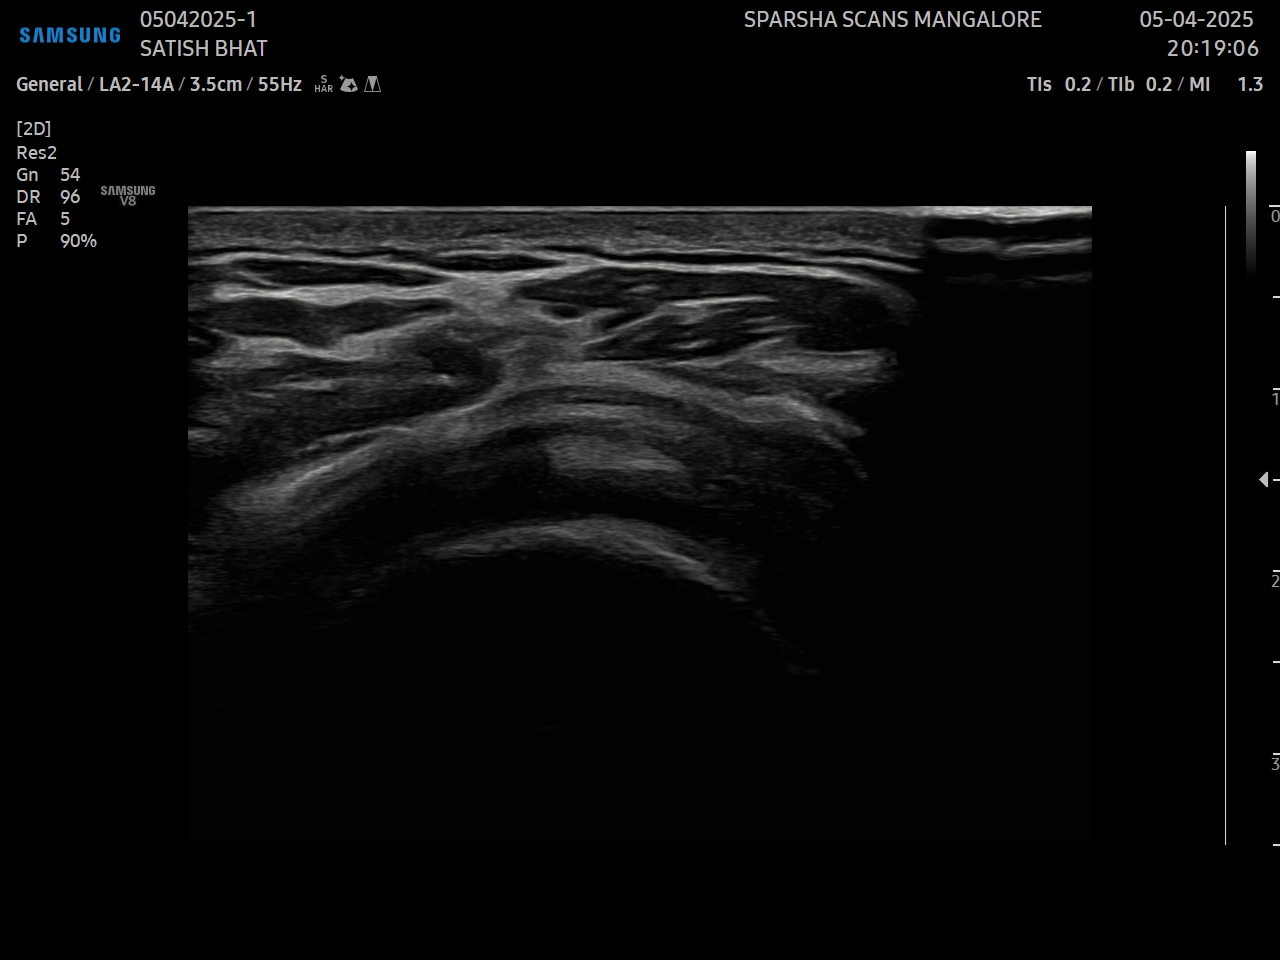 SAMSUNG
05042025-1
SATISH BHAT
SPARSHA SCANS MANGALORE
05-04-2025
20:19:06
General / LA2-14A / 3.5cm / 55Hz
S
HAR
TIs 0.2 / TIb 0.2 / MI 1.3
[2D]
Res2
Gn 54
DR 96
FA 5
P 90%
SAMSUNG
V8
0
1
2
3